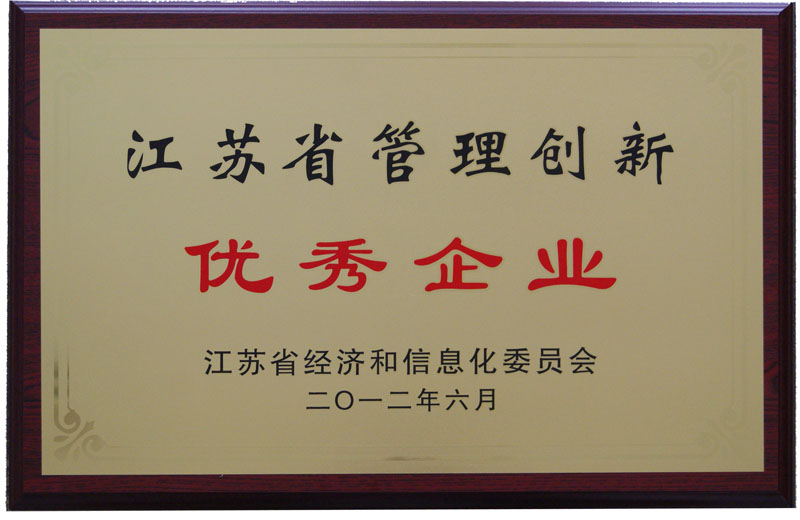 江苏省管理创新
优秀企业
江苏省经济和信息化委员会
二〇一二年六月